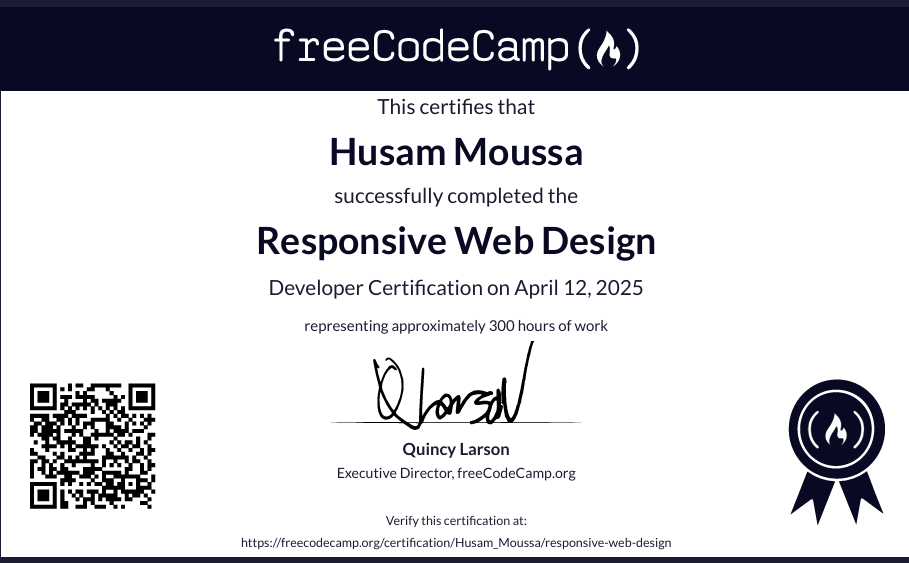 freeCodeCamp
This certifies that
Husam Moussa
successfully completed the
Responsive Web Design
Developer Certification on April 12, 2025
representing approximately 300 hours of work
Q Larson
Quincy Larson
Executive Director, freeCodeCamp.org
Verify this certification at:
https://freecodecamp.org/certification/Husam_Moussa/responsive-web-design